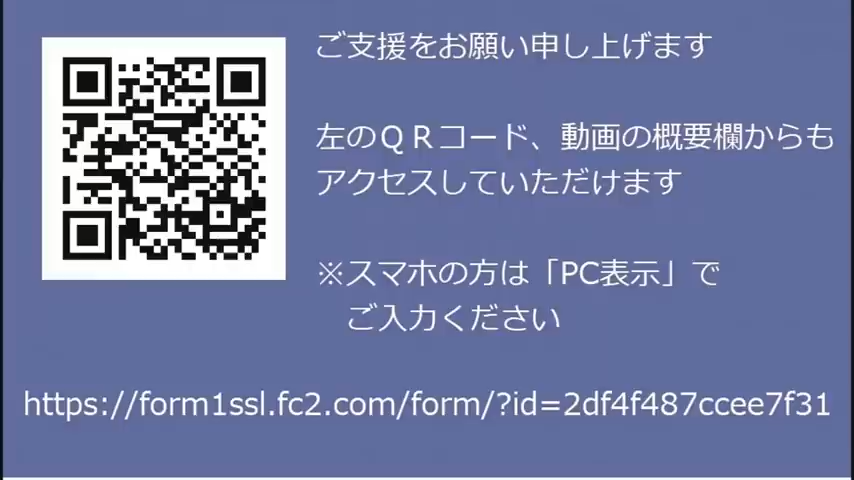 ご支援をお願い申し上げます
左のＱＲコード、動画の概要欄からも
アクセスしていただけます
※スマホの方は「PC表示」で
ご入力ください
https://form1ssl.fc2.com/form/?id=2df4f487ccee7f31